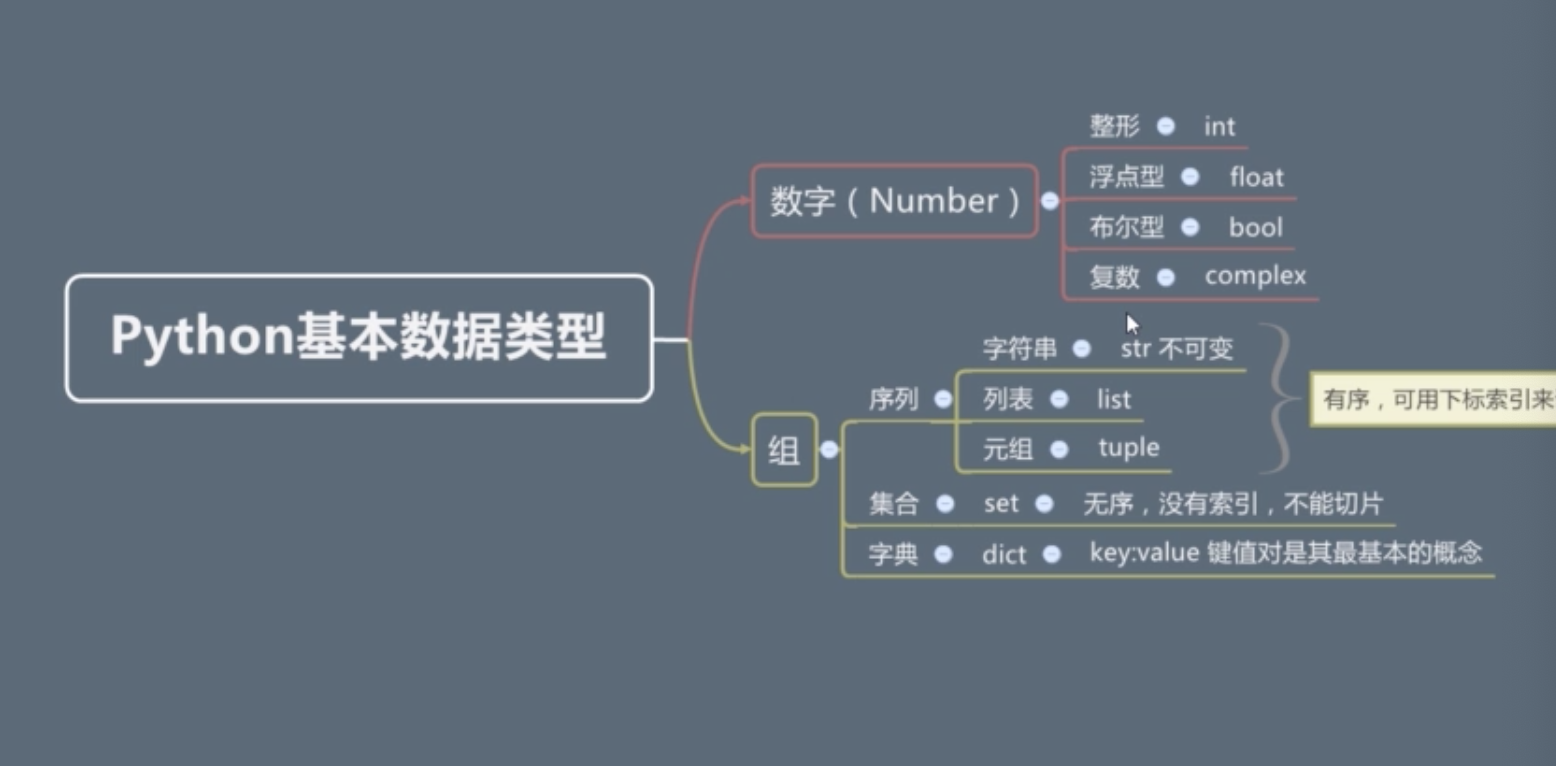 Python基本数据类型
数字（Number）
整形 int
浮点型 float
布尔型 bool
复数 complex
组
序列
字符串 str 不可变
列表 list
元组 tuple
有序，可用下标索引来
集合 set 无序，没有索引，不能切片
字典 dict key:value 键值对是其最基本的概念